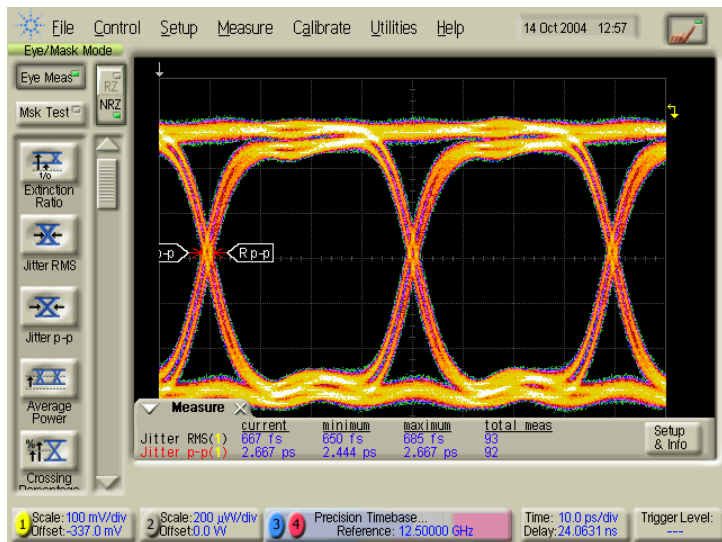 File Control Setup Measure Calibrate Utilities Help 14 Oct 2004 12:57
Eye/Mask Mode
Eye Meas
RZ
Msk Test
NRZ
1/0
Extinction
Ratio
Jitter RMS
p-p
R p-p
Jitter p-p
Average
Power
%
Crossing
Percentage
Measure
current minimum maximum total meas
Jitter RMS(1) 667 fs 650 fs 685 fs 93
Jitter p-p(1) 2.667 ps 2.444 ps 2.667 ps 92
Setup
& Info
1 Scale: 100 mV/div
Offset:-337.0 mV
2 Scale:200 µW/div
Offset:0.0 W
3 4 Precision Timebase...
Reference: 12.50000 GHz
Time: 10.0 ps/div
Delay:24.0631 ns
Trigger Level:
---